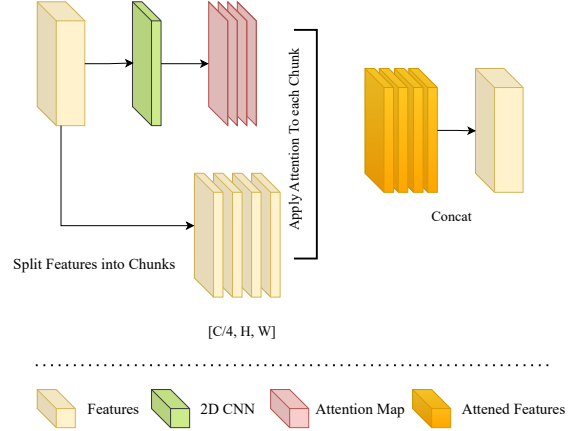 Apply Attention To each Chunk
Concat
Split Features into Chunks
[C/4, H, W]
Features
2D CNN
Attention Map
Attened Features